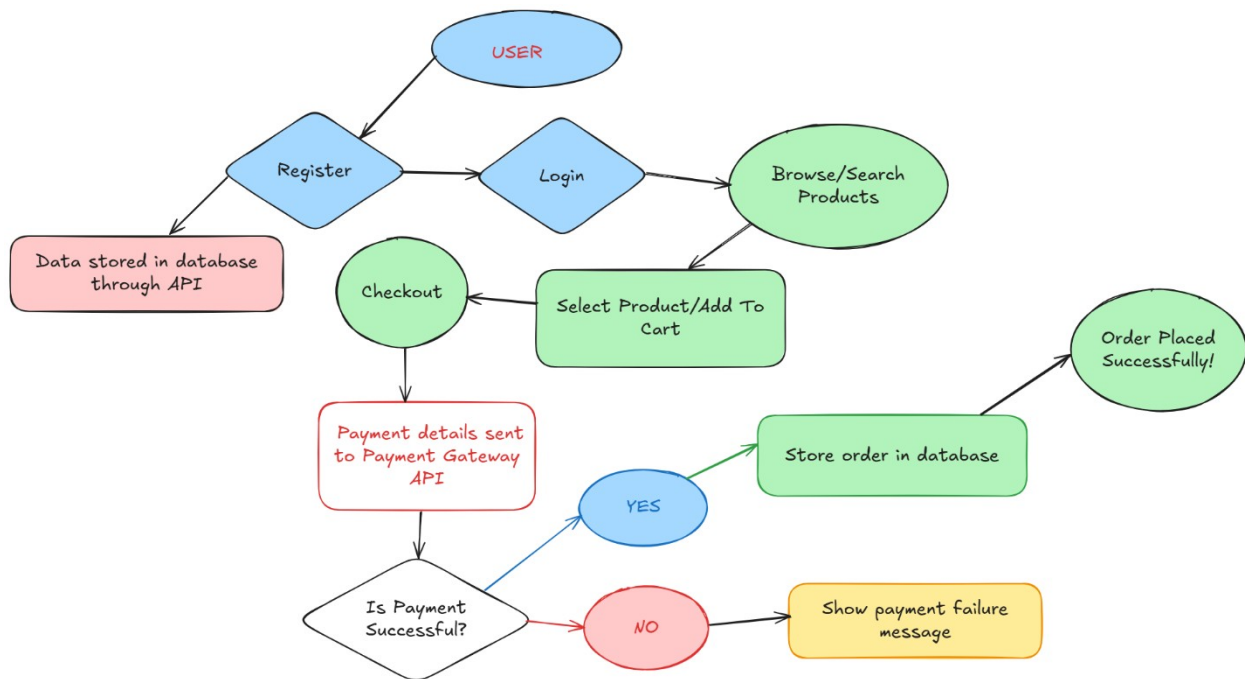 USER
Register
Login
Browse/Search
Products
Data stored in database
through API
Checkout
Select Product/Add To
Cart
Order Placed
Successfully!
Payment details sent
to Payment Gateway
API
Store order in database
YES
Is Payment
Successful?
NO
Show payment failure
message